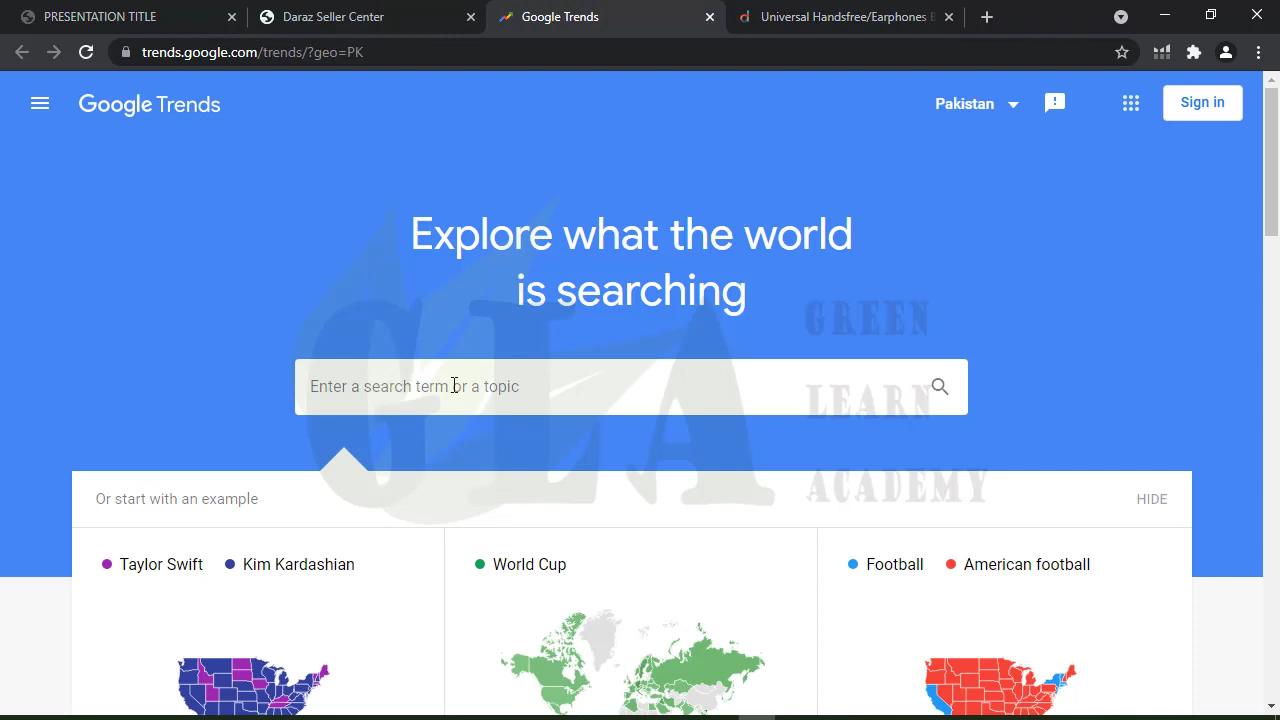 PRESENTATION TITLE
Daraz Seller Center
Google Trends
Universal Handsfree/Earphones
trends.google.com/trends/?geo=PK
Google Trends
Pakistan
Sign in
Explore what the world
is searching
GLA
GREEN
LEARN
ACADEMY
Enter a search term or a topic
Or start with an example
HIDE
Taylor Swift
Kim Kardashian
World Cup
Football
American football